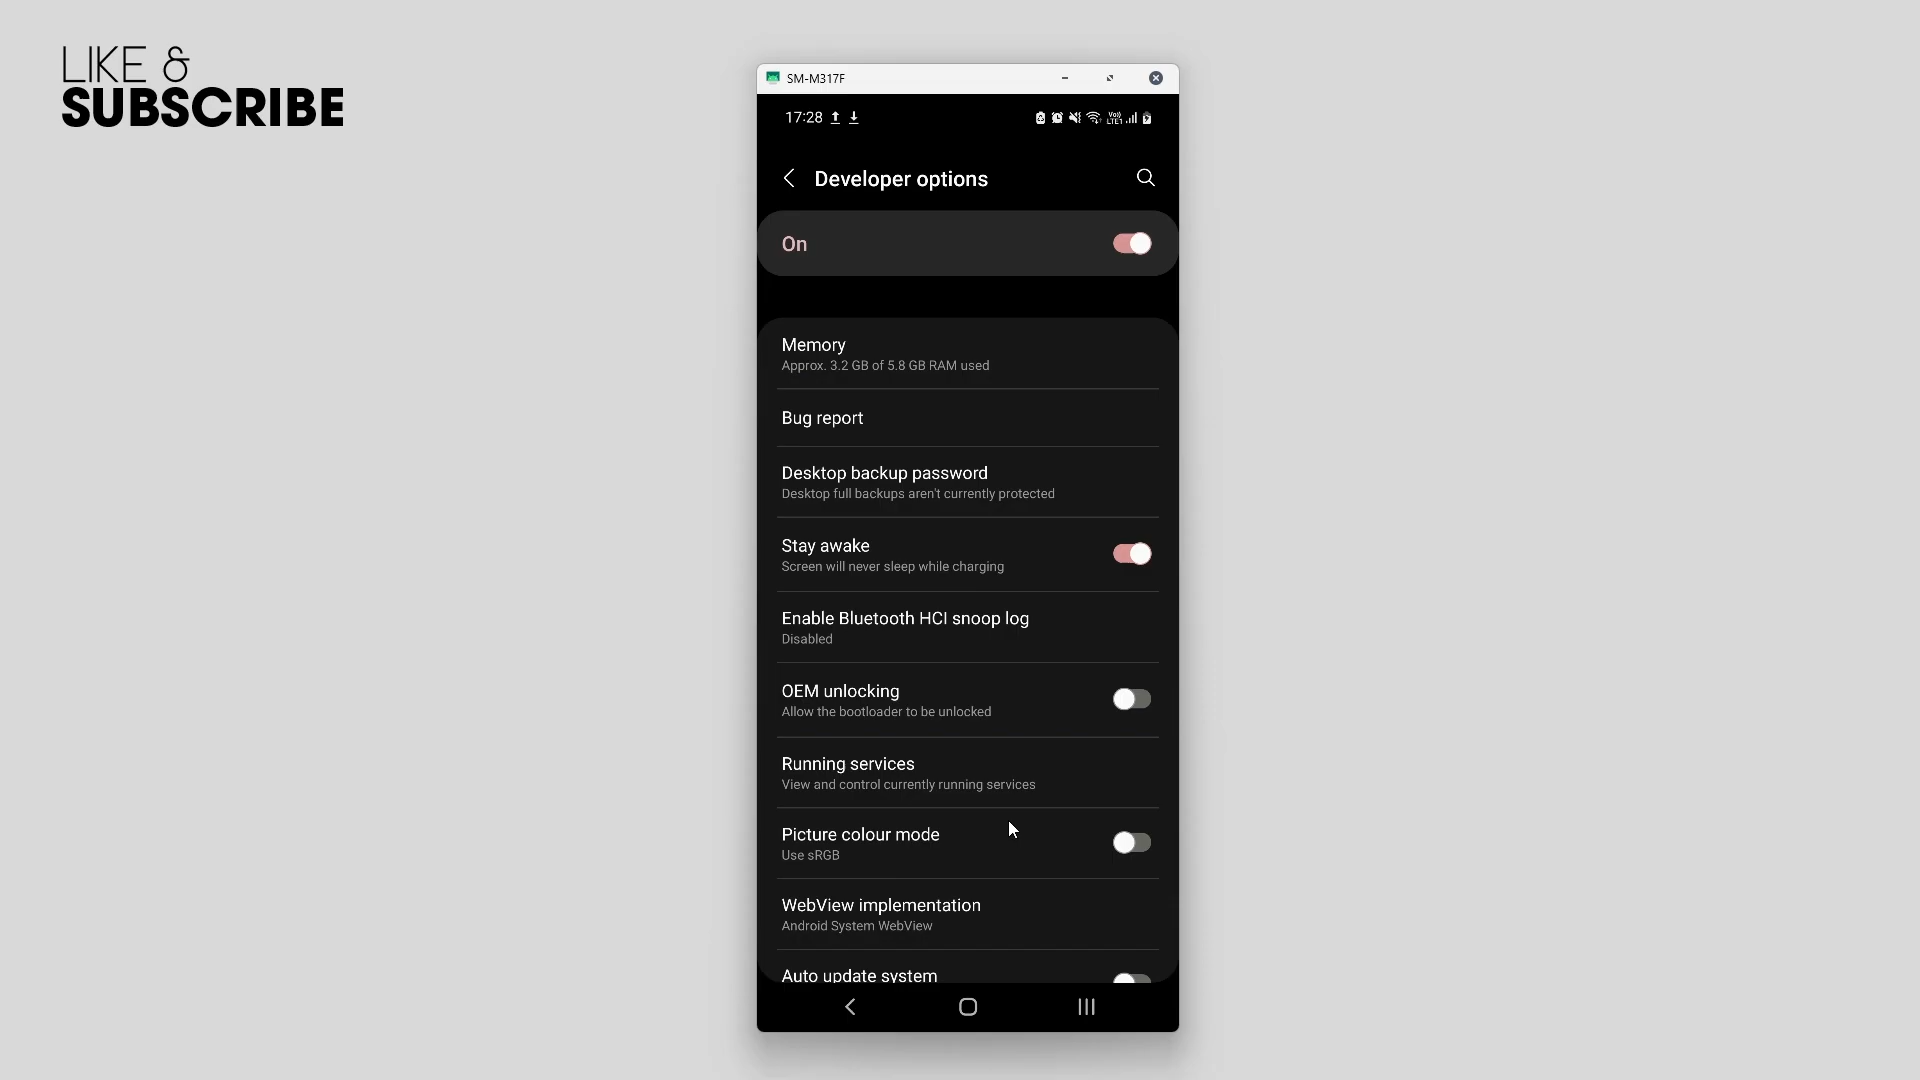 LIKE &
SUBSCRIBE
SM-M317F
17:28
Developer options
On
Memory
Approx. 3.2 GB of 5.8 GB RAM used
Bug report
Desktop backup password
Desktop full backups aren't currently protected
Stay awake
Screen will never sleep while charging
Enable Bluetooth HCI snoop log
Disabled
OEM unlocking
Allow the bootloader to be unlocked
Running services
View and control currently running services
Picture colour mode
Use sRGB
WebView implementation
Android System WebView
Auto update system